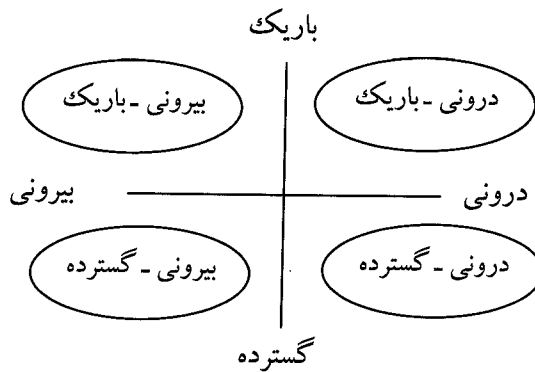 باریک
درونی - باریک
بیرونی - باریک
درونی
بیرونی
درونی - گسترده
بیرونی - گسترده
گسترده